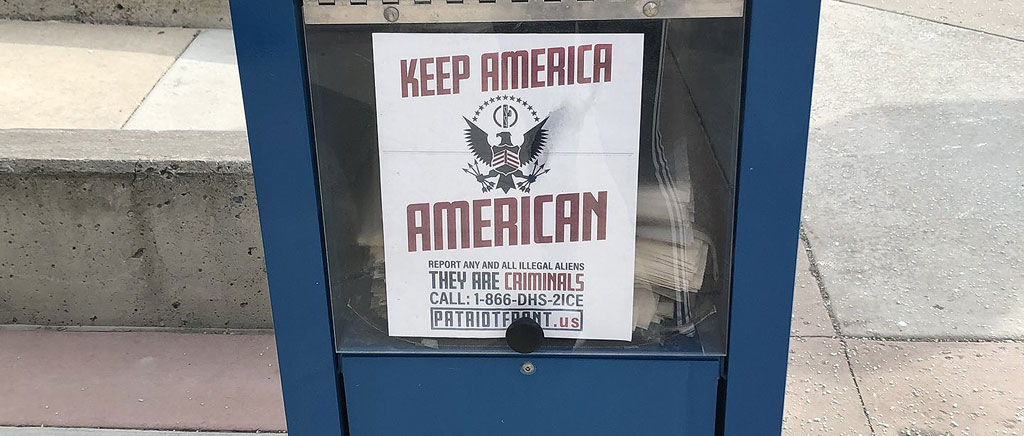 KEEP AMERICA
AMERICAN
REPORT ANY AND ALL ILLEGAL ALIENS
THEY ARE CRIMINALS
CALL: 1-866-DHS-2ICE
PATRIOTFRONT.us